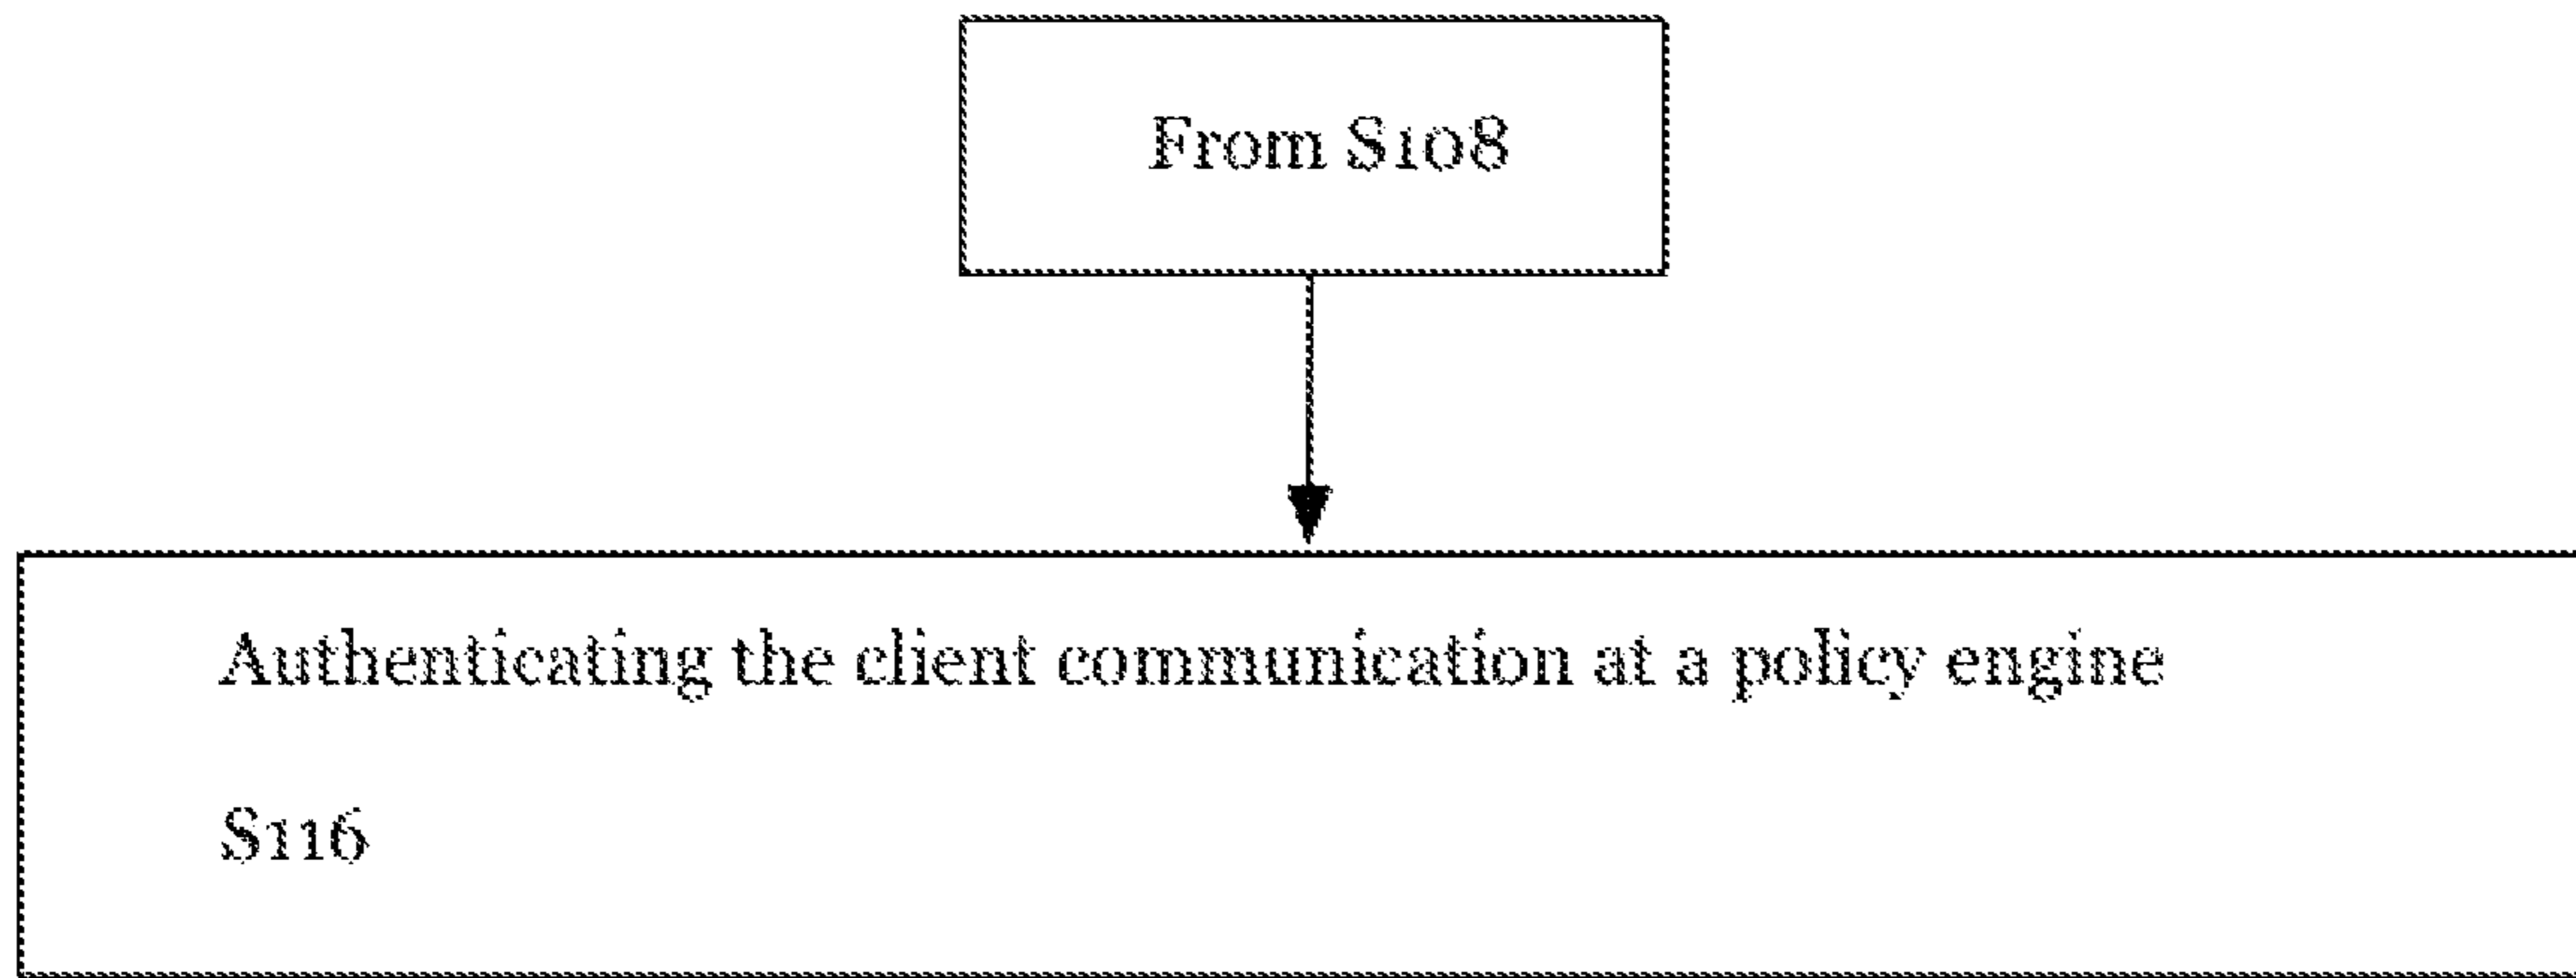 From S108
Authenticating the client communication at a policy engine
S116